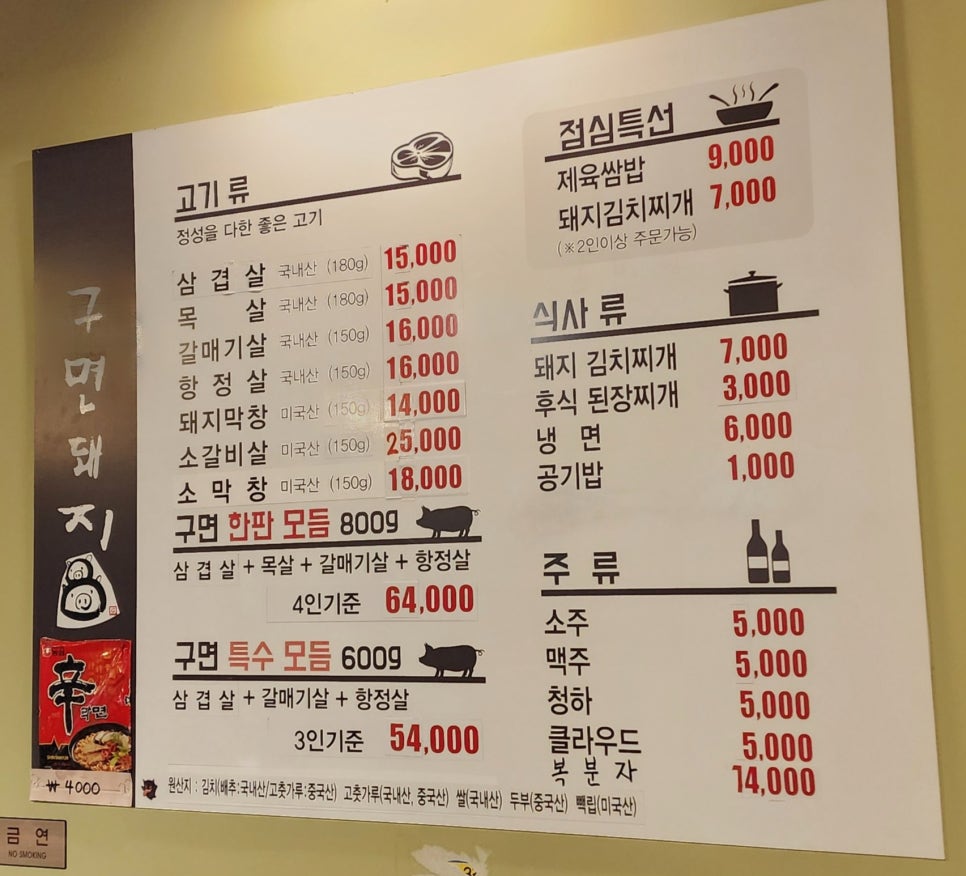 구면돼지
辛라면
₩ 4000
금 연
NO SMOKING
고기 류
정성을 다한 좋은 고기
삼 겹 살 국내산 (180g) 15,000
목 살 국내산 (180g) 15,000
갈매기살 국내산 (150g) 16,000
항 정 살 국내산 (150g) 16,000
돼지막창 미국산 (150g) 14,000
소갈비살 미국산 (150g) 25,000
소 막 창 미국산 (150g) 18,000
구면 한판 모듬 800g
삼 겹 살 + 목살 + 갈매기살 + 항정살
4인기준 64,000
구면 특수 모듬 600g
삼 겹 살 + 갈매기살 + 항정살
3인기준 54,000
원산지 : 김치(배추:국내산/고춧가루:중국산) 고춧가루(국내산, 중국산) 쌀(국내산) 두부(중국산) 빽립(미국산)
점심특선
제육쌈밥 9,000
돼지김치찌개 7,000
(※2인이상 주문가능)
식사 류
돼지 김치찌개 7,000
후식 된장찌개 3,000
냉 면 6,000
공기밥 1,000
주 류
소주 5,000
맥주 5,000
청하 5,000
클라우드 5,000
복 분 자 14,000